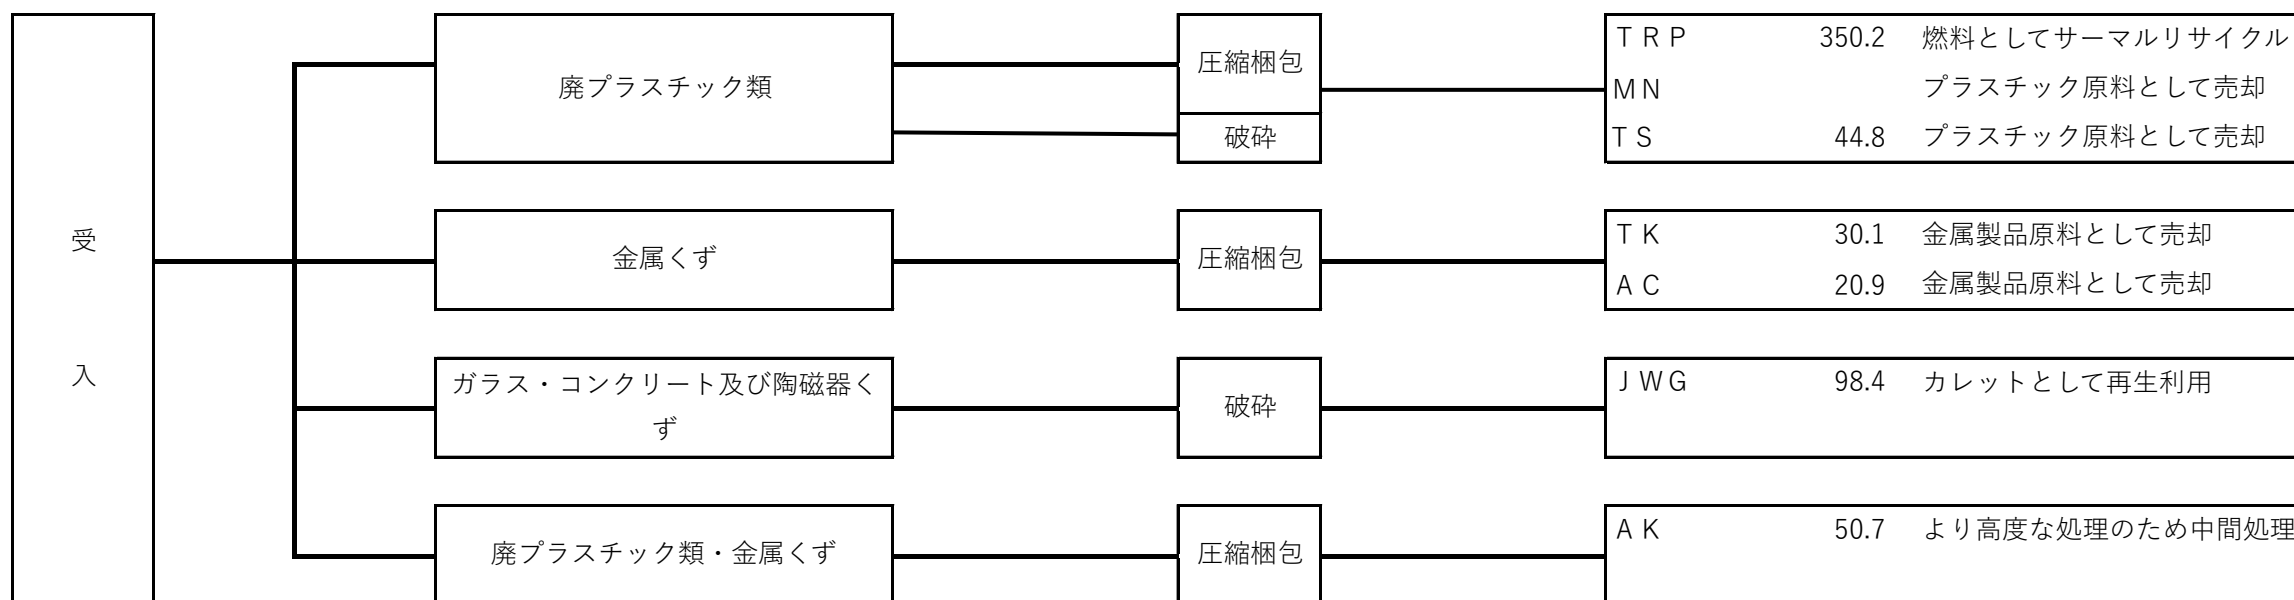 受
入
廃プラスチック類
圧縮梱包
破砕
ＴＲＰ 350.2 燃料としてサーマルリサイクル
ＭＮ プラスチック原料として売却
ＴＳ 44.8 プラスチック原料として売却
金属くず
圧縮梱包
ＴＫ 30.1 金属製品原料として売却
ＡＣ 20.9 金属製品原料として売却
ガラス・コンクリート及び陶磁器く
ず
破砕
ＪＷＧ 98.4 カレットとして再生利用
廃プラスチック類・金属くず
圧縮梱包
ＡＫ 50.7 より高度な処理のため中間処理